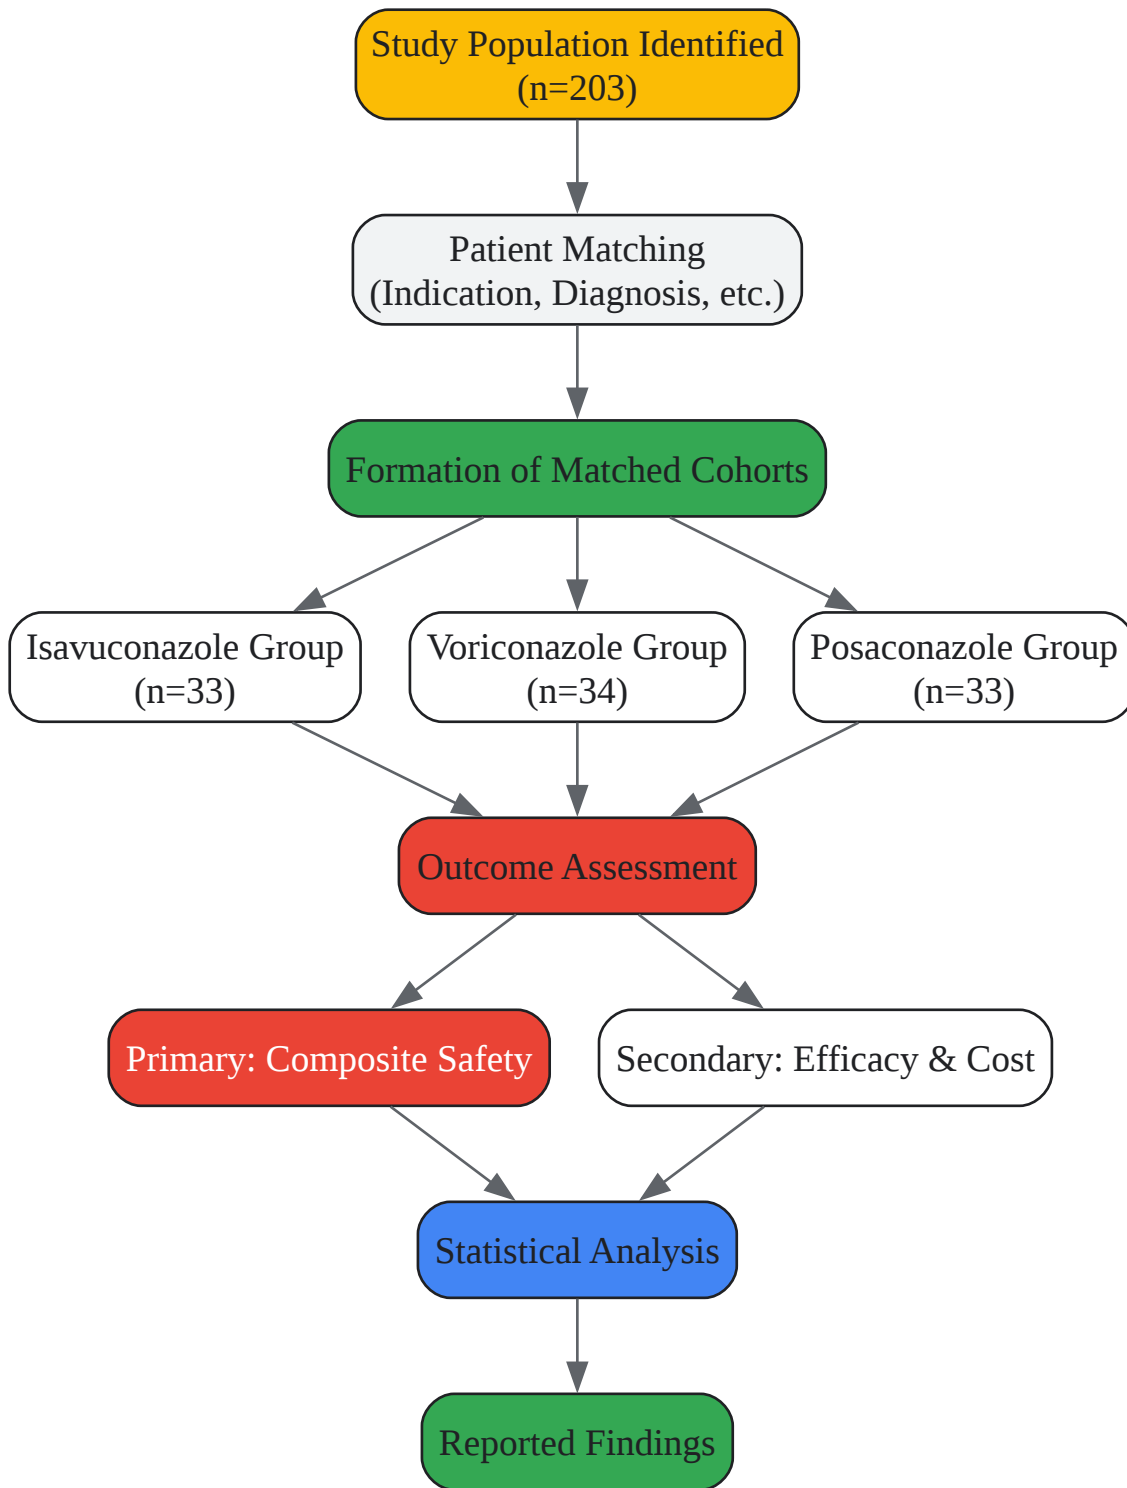 Study Population Identified
(n=203)
Patient Matching
(Indication, Diagnosis, etc.)
Formation of Matched Cohorts
Isavuconazole Group
(n=33)
Voriconazole Group
(n=34)
Posaconazole Group
(n=33)
Outcome Assessment
Primary: Composite Safety
Secondary: Efficacy & Cost
Statistical Analysis
Reported Findings